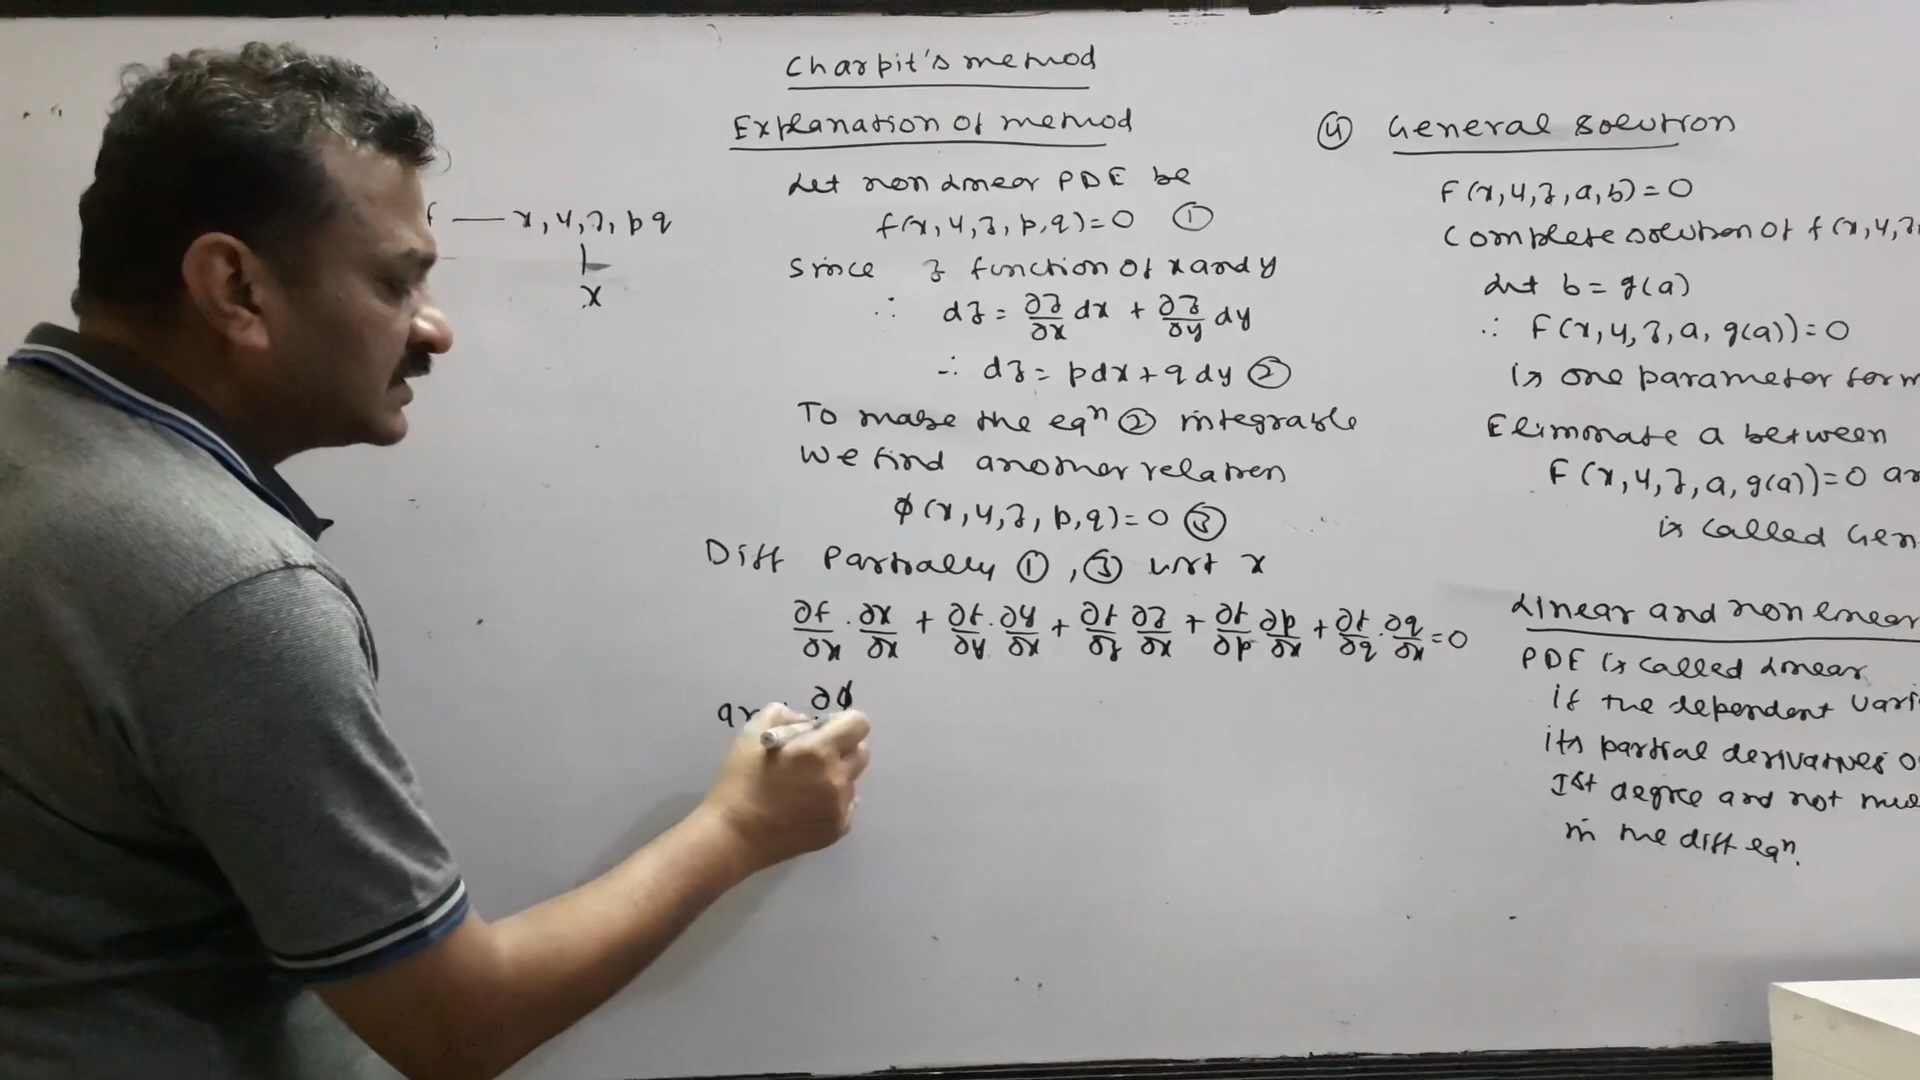 Charpit's method
Explanation of method
Let non linear PDE be
f(x,y,z,p,q)=0 ①
Since z function of x and y
∴ dz = ∂z/∂x dx + ∂z/∂y dy
∴ dz = pdx+q dy ②
To make the eqⁿ ② integrable
We find another relation
ϕ(x,y,z,p,q)=0 ③
Diff Partially ①,③ wrt x
∂f/∂x . ∂x/∂x + ∂f/∂y . ∂y/∂x + ∂f/∂z ∂z/∂x + ∂f/∂p ∂p/∂x + ∂f/∂q . ∂q/∂x = 0
∂ϕ
f — x,y,z,p q
x
④ General solution
F(x,y,z,a,b)=0
Complete solution of f(x,y,z,
Let b = g(a)
∴ F(x,y,z,a,g(a))=0
is one parameter form
Eliminate a between
F(x,y,z,a,g(a))=0
is called Gen
Linear and non linear
PDE is called Linear
if the dependent vari
its partial derivatives
Ist degree and not mul
in the diff eqⁿ.